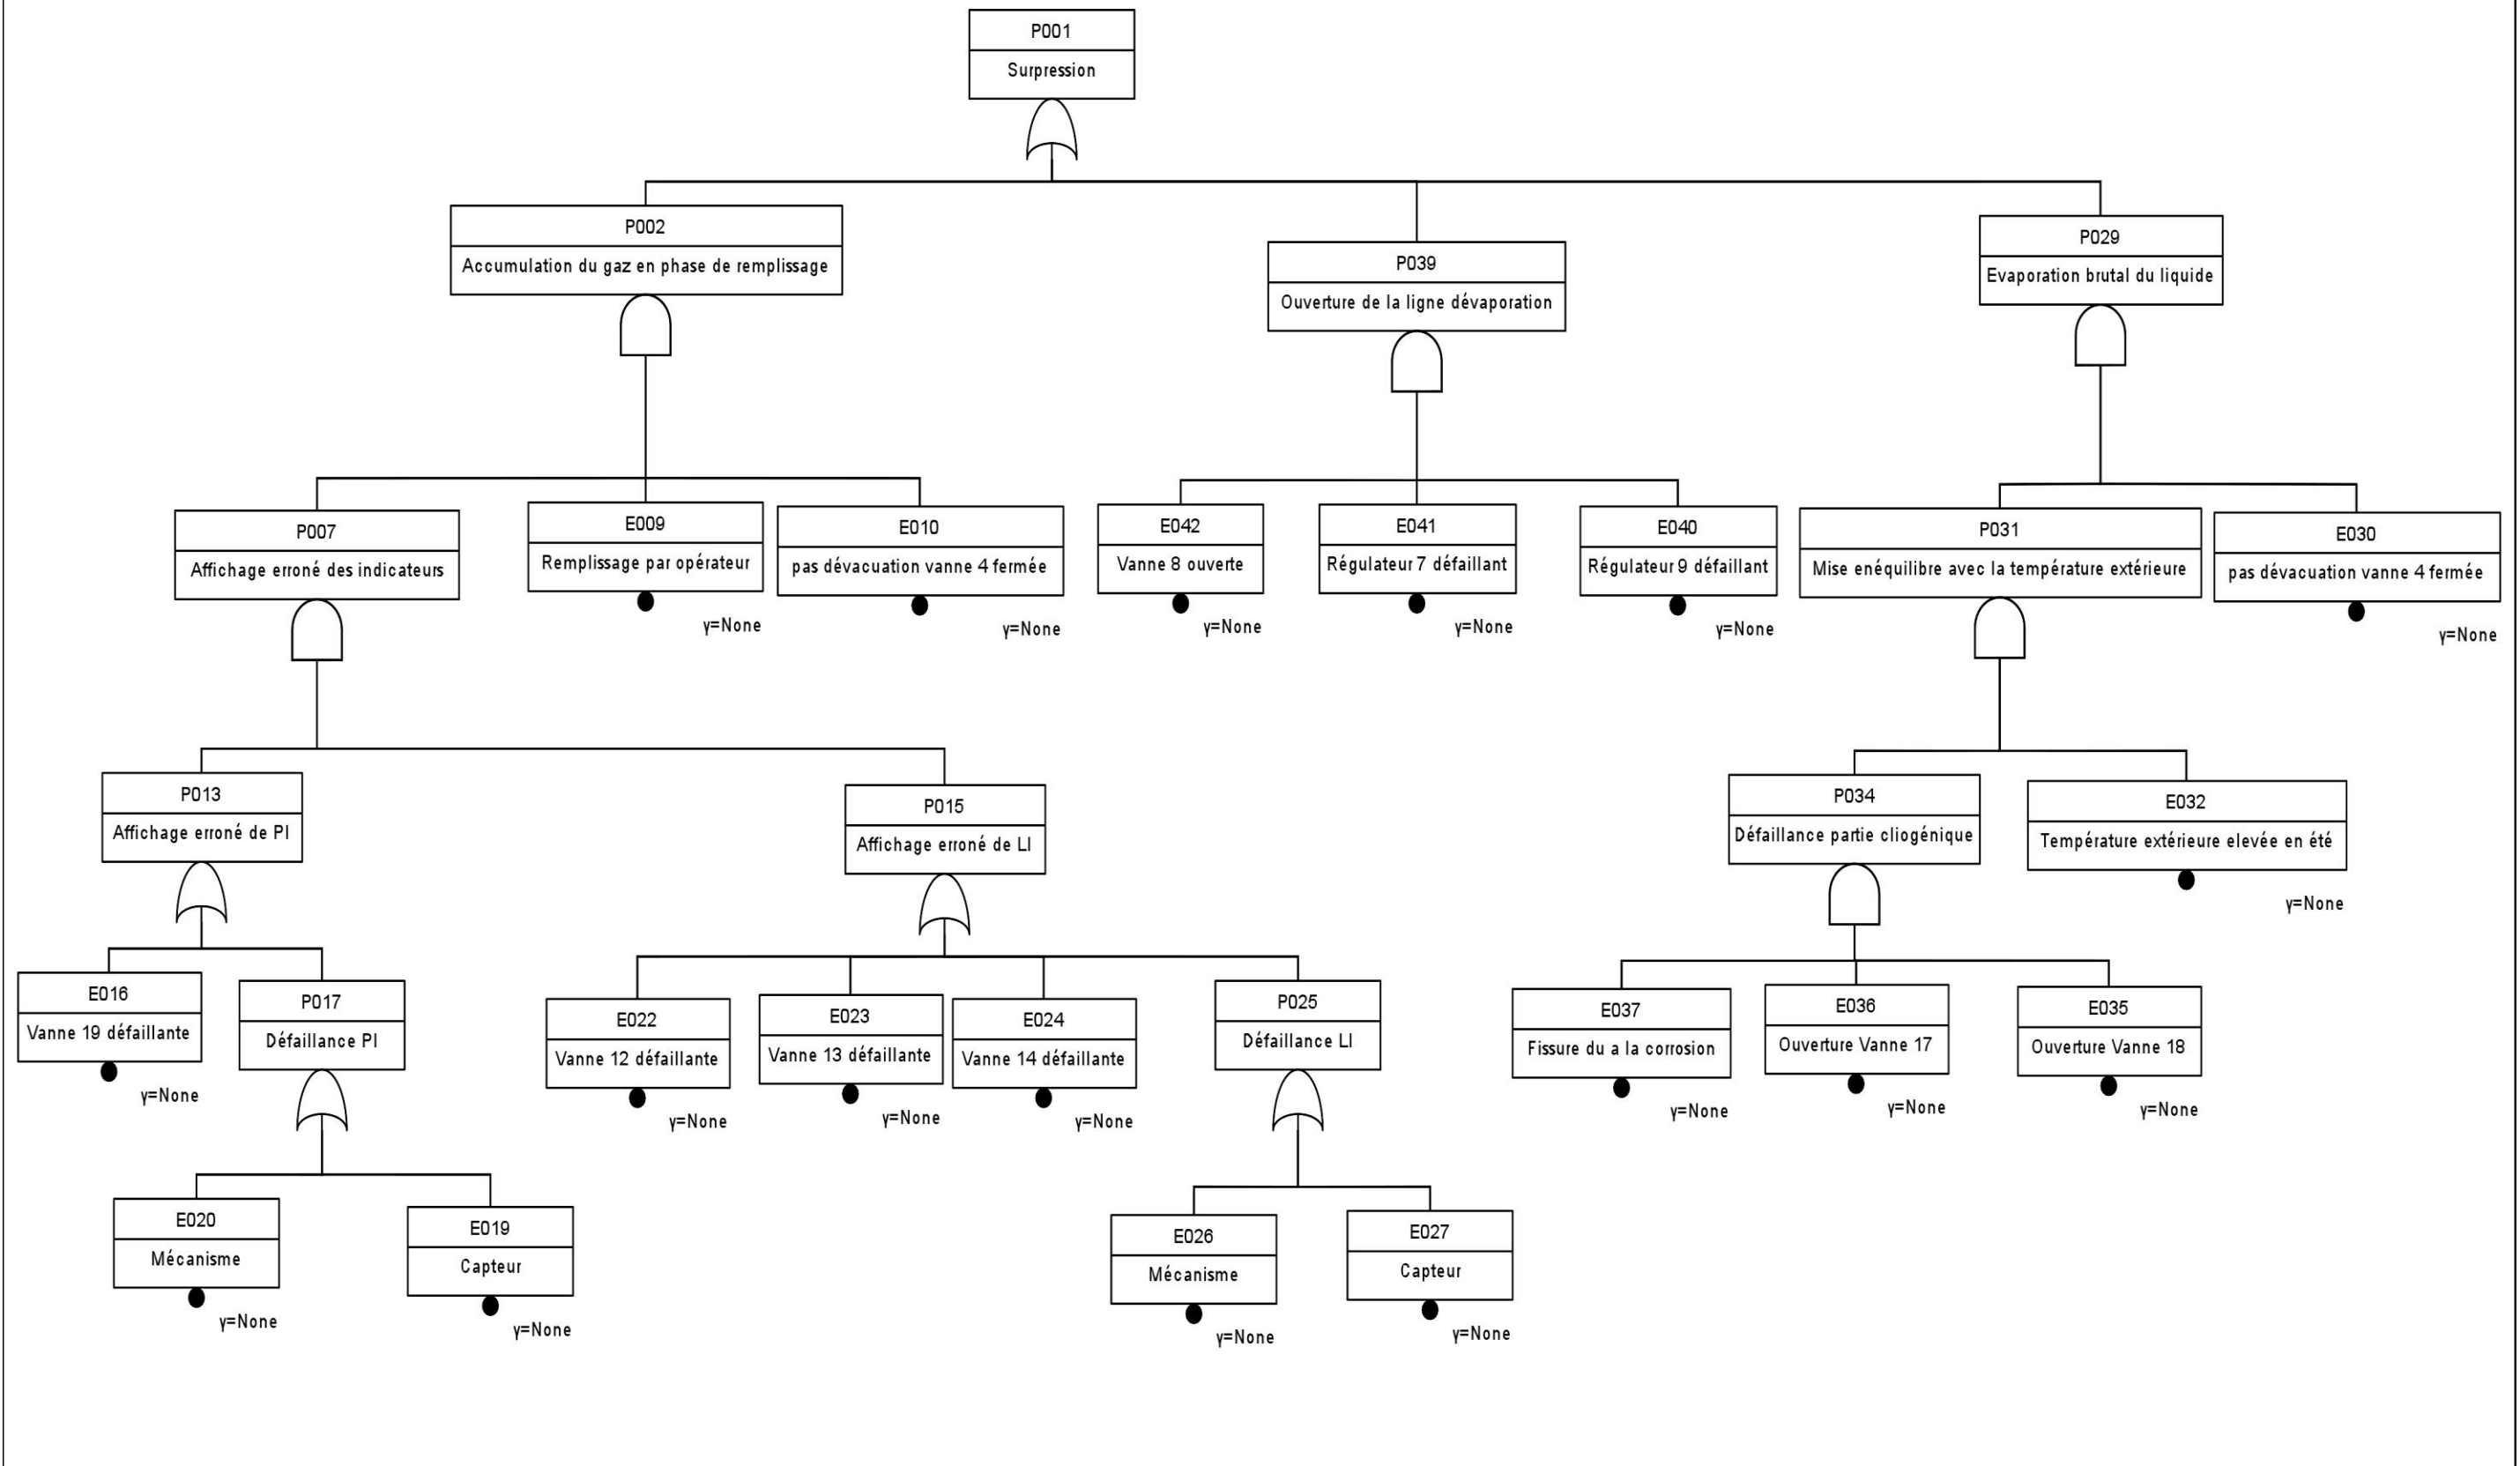 P001
Surpression
P002
Accumulation du gaz en phase de remplissage
P039
Ouverture de la ligne dévaporation
P029
Evaporation brutal du liquide
P007
Affichage erroné des indicateurs
E009
Remplissage par opérateur
γ=None
E010
pas dévacuation vanne 4 fermée
γ=None
E042
Vanne 8 ouverte
γ=None
E041
Régulateur 7 défaillant
γ=None
E040
Régulateur 9 défaillant
γ=None
P031
Mise enéquilibre avec la température extérieure
E030
pas dévacuation vanne 4 fermée
γ=None
P013
Affichage erroné de PI
P015
Affichage erroné de LI
P034
Défaillance partie cliogénique
E032
Température extérieure elevée en été
γ=None
E016
Vanne 19 défaillante
γ=None
P017
Défaillance PI
E022
Vanne 12 défaillante
γ=None
E023
Vanne 13 défaillante
γ=None
E024
Vanne 14 défaillante
γ=None
P025
Défaillance LI
E037
Fissure du a la corrosion
γ=None
E036
Ouverture Vanne 17
γ=None
E035
Ouverture Vanne 18
γ=None
E020
Mécanisme
γ=None
E019
Capteur
γ=None
E026
Mécanisme
γ=None
E027
Capteur
γ=None